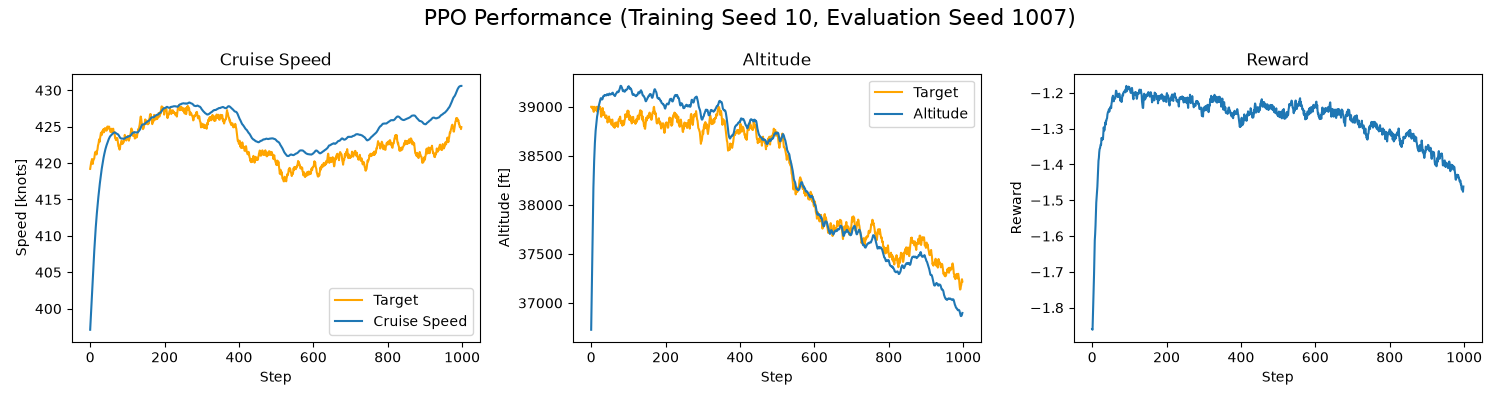 PPO Performance (Training Seed 10, Evaluation Seed 1007)
Cruise Speed
Speed [knots]
430
425
420
415
410
405
400
0
200
400
600
800
1000
Step
Target
Cruise Speed
Altitude
Altitude [ft]
39000
38500
38000
37500
37000
0
200
400
600
800
1000
Step
Target
Altitude
Reward
Reward
−1.2
−1.3
−1.4
−1.5
−1.6
−1.7
−1.8
0
200
400
600
800
1000
Step